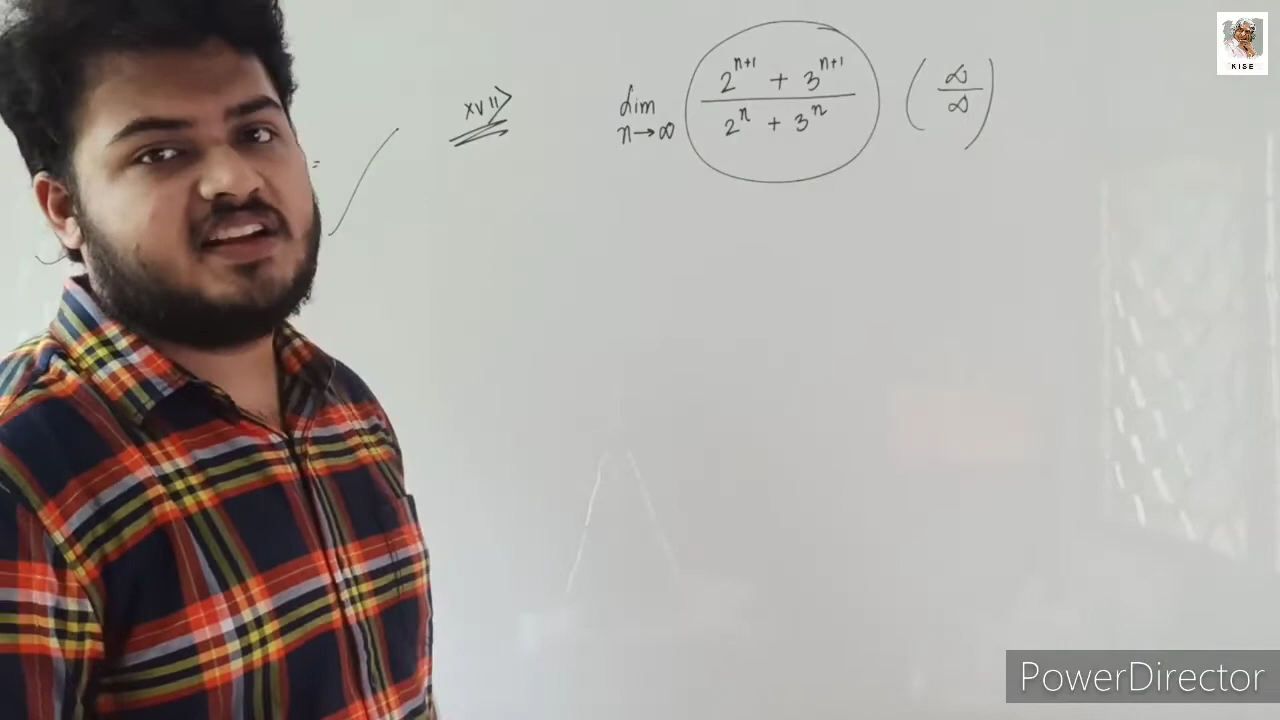 KISE
xvii> lim n→∞ (2^{n+1} + 3^{n+1}) / (2^n + 3^n) (∞/∞)
=
PowerDirector